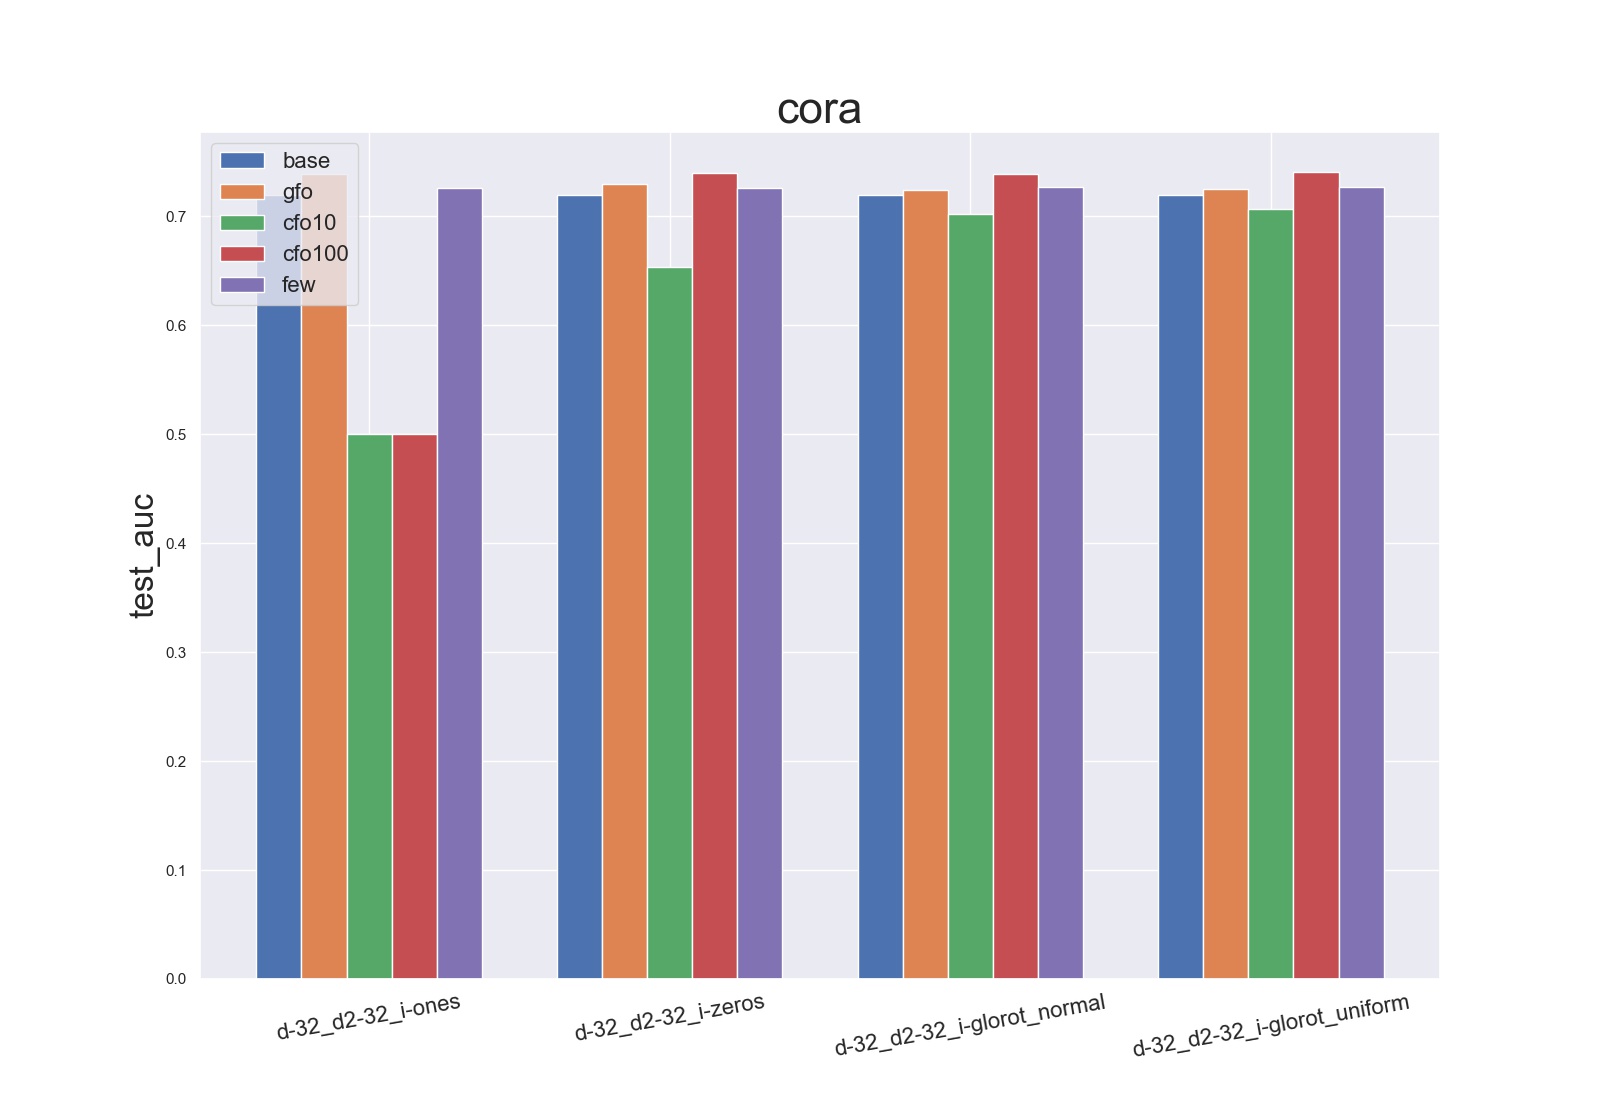 cora
base
gfo
cfo10
cfo100
few
test_auc
0.7
0.6
0.5
0.4
0.3
0.2
0.1
0.0
d-32_d2-32_i-ones
d-32_d2-32_i-zeros
d-32_d2-32_i-glorot_normal
d-32_d2-32_i-glorot_uniform